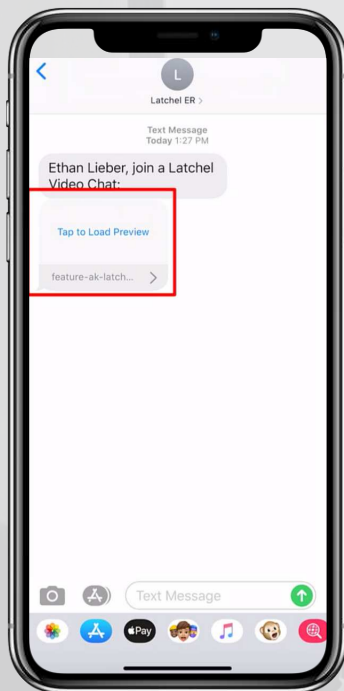 L
Latchel ER >
Text Message
Today 1:27 PM
Ethan Lieber, join a Latchel
Video Chat:
Tap to Load Preview
feature-ak-latch...
Text Message
Pay